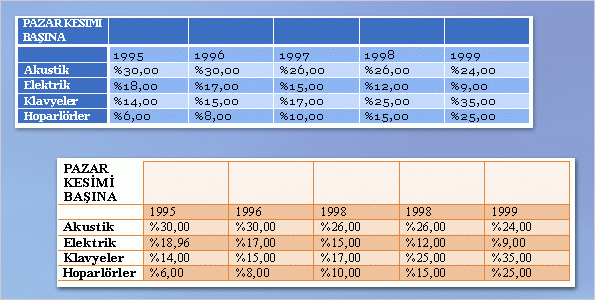 PAZAR KESİMİ
BAŞINA
1995 1996 1997 1998 1999
Akustik %30,00 %30,00 %26,00 %26,00 %24,00
Elektrik %18,00 %17,00 %15,00 %12,00 %9,00
Klavyeler %14,00 %15,00 %17,00 %25,00 %35,00
Hoparlörler %6,00 %8,00 %10,00 %15,00 %25,00
PAZAR
KESİMİ
BAŞINA
1995 1996 1998 1998 1999
Akustik %30,00 %30,00 %26,00 %26,00 %24,00
Elektrik %18,96 %17,00 %15,00 %12,00 %9,00
Klavyeler %14,00 %15,00 %17,00 %25,00 %35,00
Hoparlörler %6,00 %8,00 %10,00 %15,00 %25,00